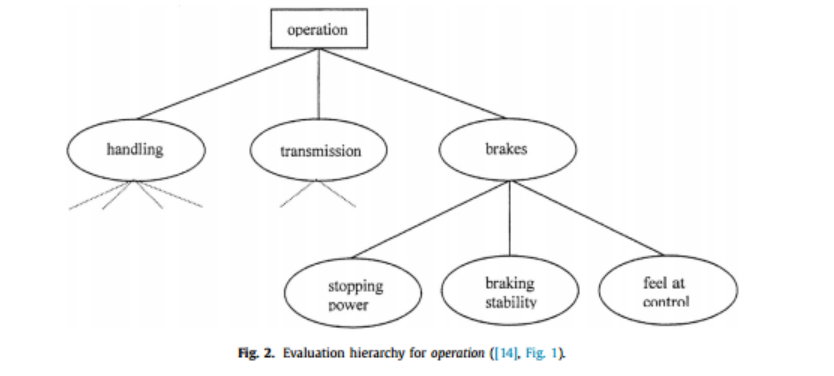 operation
handling
transmission
brakes
stopping
power
braking
stability
feel at
control
Fig. 2. Evaluation hierarchy for operation ([14], Fig. 1).